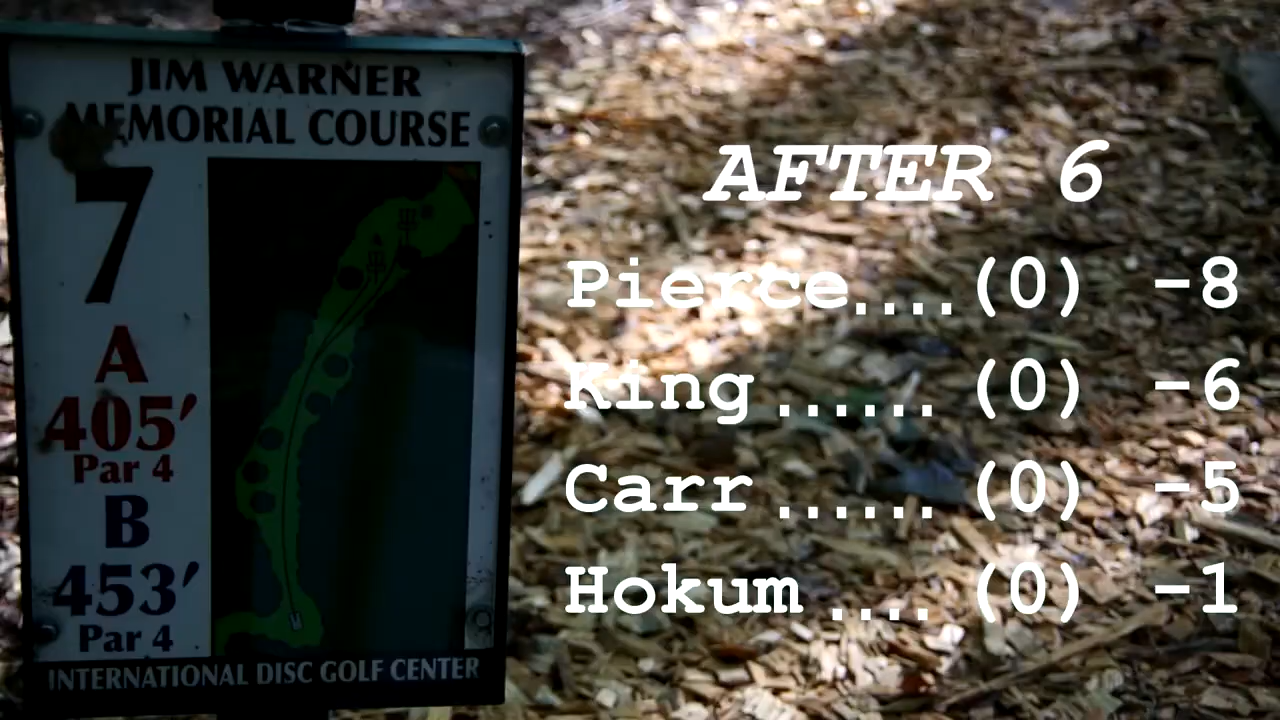 JIM WARNER
MEMORIAL COURSE
7
A
405'
Par 4
B
453'
Par 4
INTERNATIONAL DISC GOLF CENTER
AFTER 6
Pierce....(0) -8
King ...... (0) -6
Carr ...... (0) -5
Hokum .... (0) -1